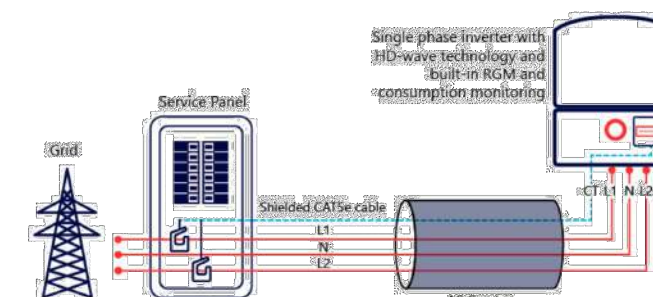 Single phase inverter with
HD-wave technology and
built-in RGM and
consumption monitoring
Service Panel
Grid
Shielded CAT5e cable
CT L1 N L2
L1
N
L2